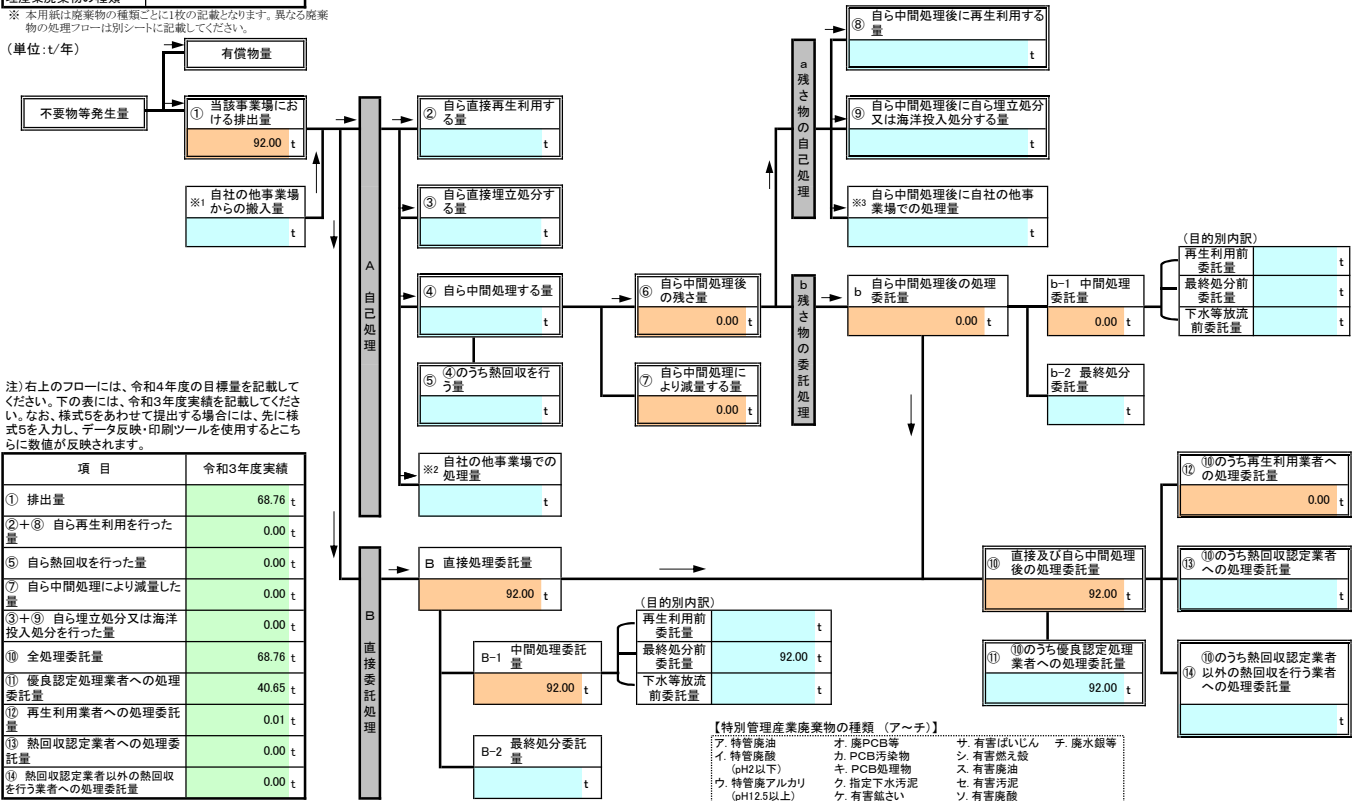 ※ 本用紙は廃棄物の種類ごとに1枚の記載となります。異なる廃棄
物の処理フローは別シートに記載してください。
(単位:t/年)
有償物量
不要物等発生量
① 当該事業場にお
ける排出量
92.00 t
※1 自社の他事業場
からの搬入量
t
A
自
己
処
理
② 自ら直接再生利用す
る量
t
③ 自ら直接埋立処分す
る量
t
④ 自ら中間処理する量
t
⑤ ④のうち熱回収を行
う量
t
※2 自社の他事業場での
処理量
t
⑥ 自ら中間処理後
の残さ量
0.00 t
⑦ 自ら中間処理に
より減量する量
0.00 t
a
残
さ
物
の
自
己
処
理
⑧ 自ら中間処理後に再生利用する
量
t
⑨ 自ら中間処理後に自ら埋立処分
又は海洋投入処分する量
t
※3 自ら中間処理後に自社の他事
業場での処理量
t
b
残
さ
物
の
委
託
処
理
b 自ら中間処理後の処理
委託量
0.00 t
b-1 中間処理
委託量
0.00 t
(目的別内訳)
再生利用前
委託量
t
最終処分前
委託量
t
下水等放流
前委託量
t
b-2 最終処分
委託量
t
注)右上のフローには、令和4年度の目標量を記載して
ください。下の表には、令和3年度実績を記載してくださ
い。なお、様式5をあわせて提出する場合には、先に様
式5を入力し、データ反映・印刷ツールを使用するとこち
らに数値が反映されます。
項 目 令和3年度実績
① 排出量 68.76 t
②+⑧ 自ら再生利用を行った
量 0.00 t
⑤ 自ら熱回収を行った量 0.00 t
⑦ 自ら中間処理により減量した
量 0.00 t
③+⑨ 自ら埋立処分又は海洋
投入処分を行った量 0.00 t
⑩ 全処理委託量 68.76 t
⑪ 優良認定処理業者への処理
委託量 40.65 t
⑫ 再生利用業者への処理委託
量 0.01 t
⑬ 熱回収認定業者への処理委
託量 0.00 t
⑭ 熱回収認定業者以外の熱回収
を行う業者への処理委託量 0.00 t
B
直
接
委
託
処
理
B 直接処理委託量
92.00 t
B-1 中間処理委託
量
92.00 t
(目的別内訳)
再生利用前
委託量
t
最終処分前
委託量
92.00 t
下水等放流
前委託量
t
B-2 最終処分委託
量
t
⑩ 直接及び自ら中間処理
後の処理委託量
92.00 t
⑪ ⑩のうち優良認定処理
業者への処理委託量
92.00 t
⑫ ⑩のうち再生利用業者へ
の処理委託量
0.00 t
⑬ ⑩のうち熱回収認定業者
への処理委託量
t
⑭ ⑩のうち熱回収認定業者
以外の熱回収を行う業者
への処理委託量
t
【特別管理産業廃棄物の種類 (ア~チ)】
ア. 特管廃油 オ. 廃PCB等 サ. 有害ばいじん チ. 廃水銀等
イ. 特管廃酸 カ. PCB汚染物 シ. 有害燃え殻
(pH2以下) キ. PCB処理物 ス. 有害廃油
ウ. 特管廃アルカリ ク. 指定下水汚泥 セ. 有害汚泥
(pH12.5以上) ケ. 有害鉱さい ソ. 有害廃酸